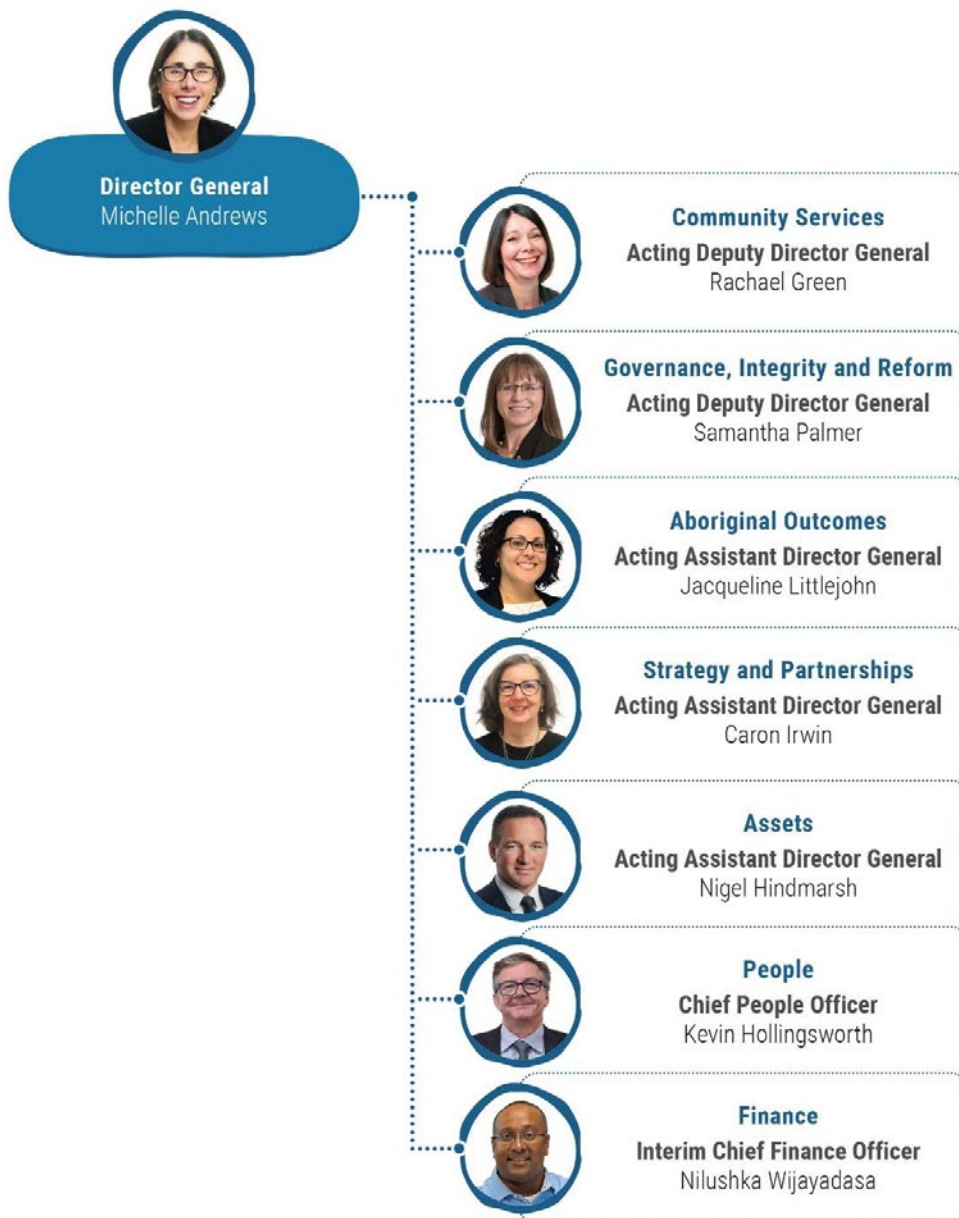 Director General
Michelle Andrews
Community Services
Acting Deputy Director General
Rachael Green
Governance, Integrity and Reform
Acting Deputy Director General
Samantha Palmer
Aboriginal Outcomes
Acting Assistant Director General
Jacqueline Littlejohn
Strategy and Partnerships
Acting Assistant Director General
Caron Irwin
Assets
Acting Assistant Director General
Nigel Hindmarsh
People
Chief People Officer
Kevin Hollingsworth
Finance
Interim Chief Finance Officer
Nilushka Wijayadasa